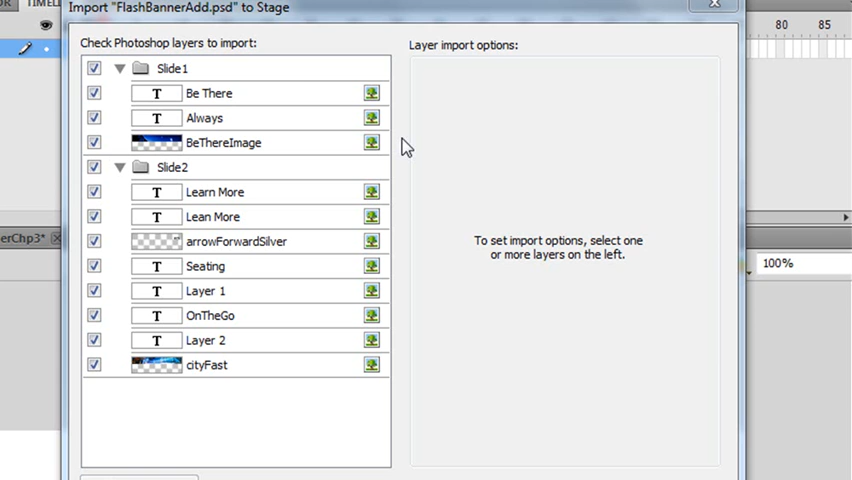 Import "FlashBannerAdd.psd" to Stage
80 85
Check Photoshop layers to import:
Layer import options:
Slide1
T Be There
T Always
BeThereImage
Slide2
T Learn More
T Lean More
arrowForwardSilver
T Seating
T Layer 1
T OnTheGo
T Layer 2
cityFast
To set import options, select one
or more layers on the left.
erChp3*
100%